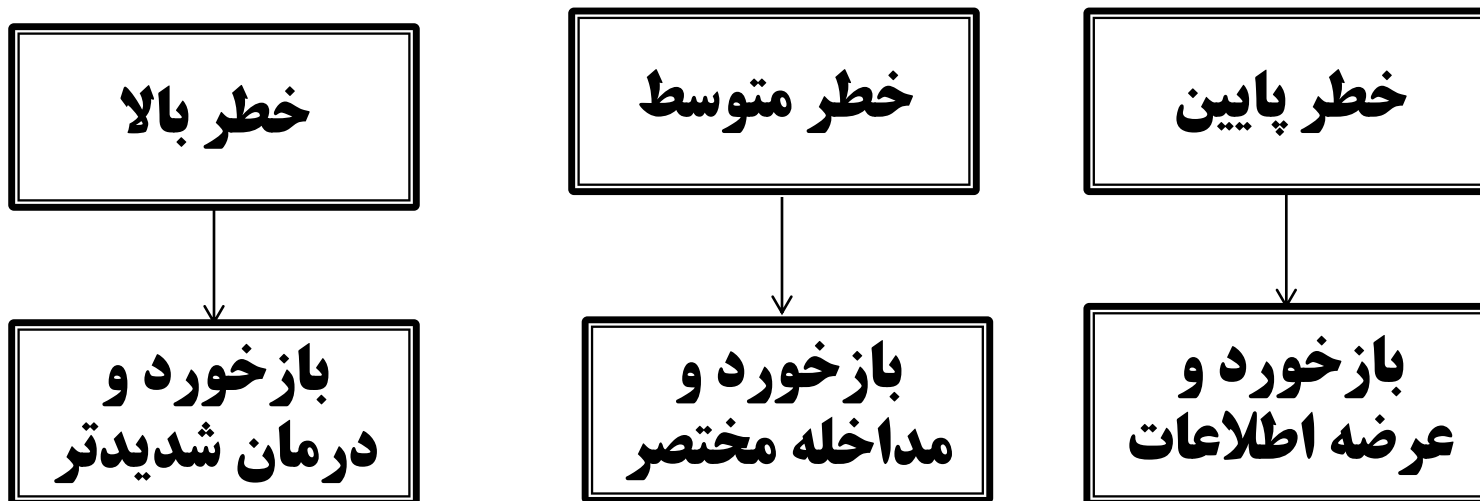 خطر پایین
خطر متوسط
خطر بالا
بازخورد و
عرضه اطلاعات
بازخورد و
مداخله مختصر
بازخورد و
درمان شدیدتر